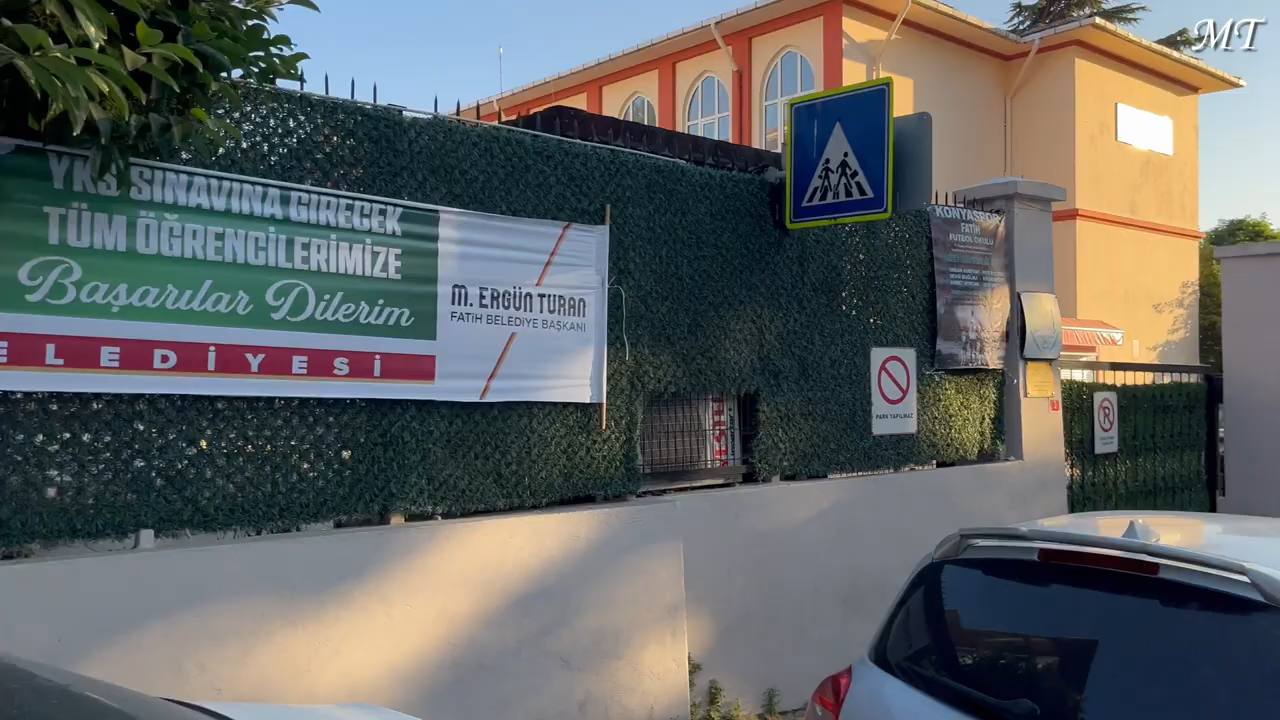 MT
YKS SINAVINA GİRECEK
TÜM ÖĞRENCİLERİMİZE
Başarılar Dilerim
ELEDİYESİ
M. ERGÜN TURAN
FATİH BELEDİYE BAŞKANI
KONYASPOR
FATİH
FUTBOL OKULU
PARK YAPILMAZ